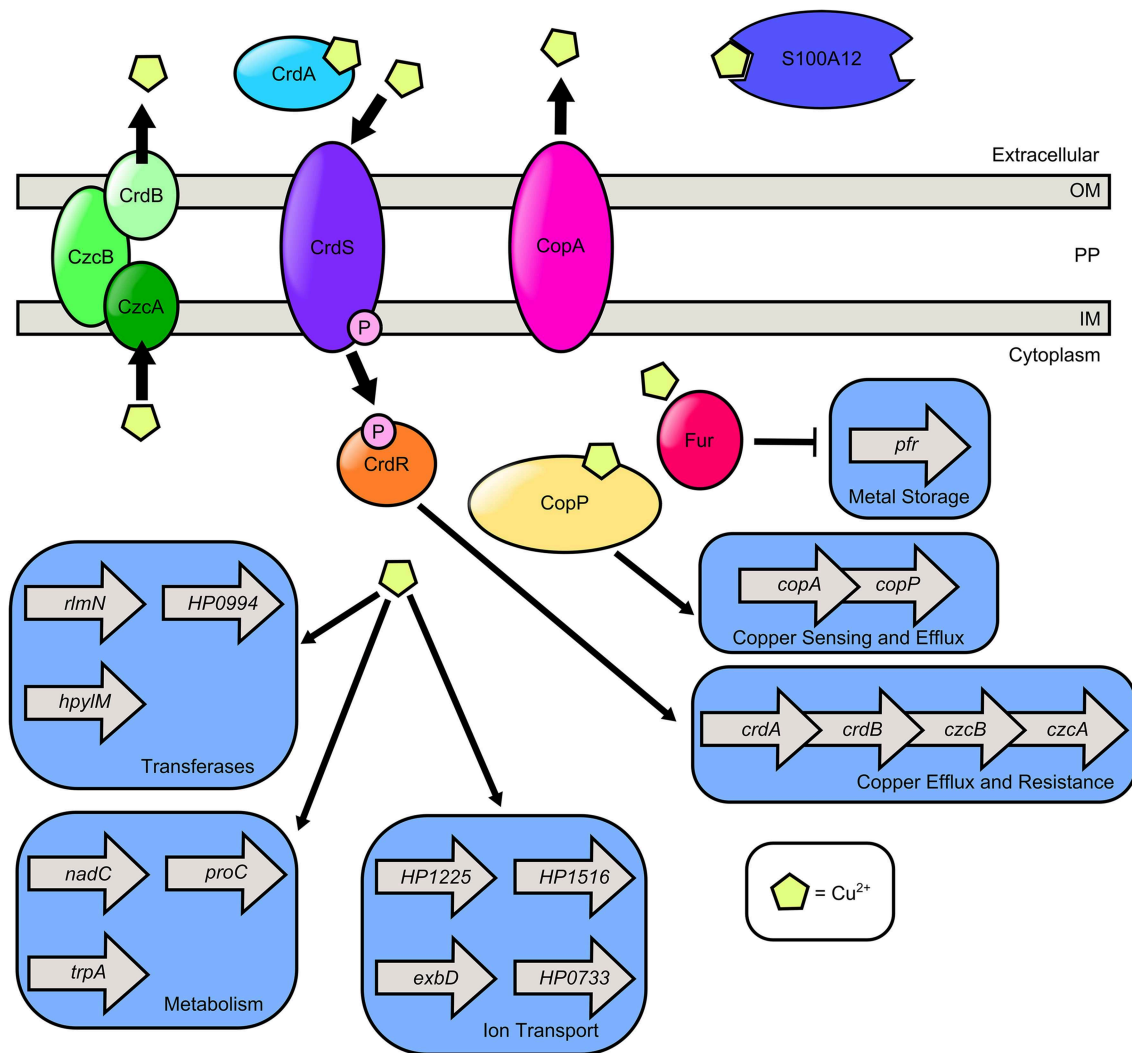 CrdA
S100A12
Extracellular
CrdB
OM
CzcB
CrdS
CopA
PP
CzcA
P
IM
Cytoplasm
P
CrdR
Fur
pfr
Metal Storage
CopP
copA copP
Copper Sensing and Efflux
rlmN HP0994
hpylM
Transferases
crdA crdB czcB czcA
Copper Efflux and Resistance
nadC proC
trpA
Metabolism
HP1225 HP1516
exbD HP0733
Ion Transport
= Cu²⁺